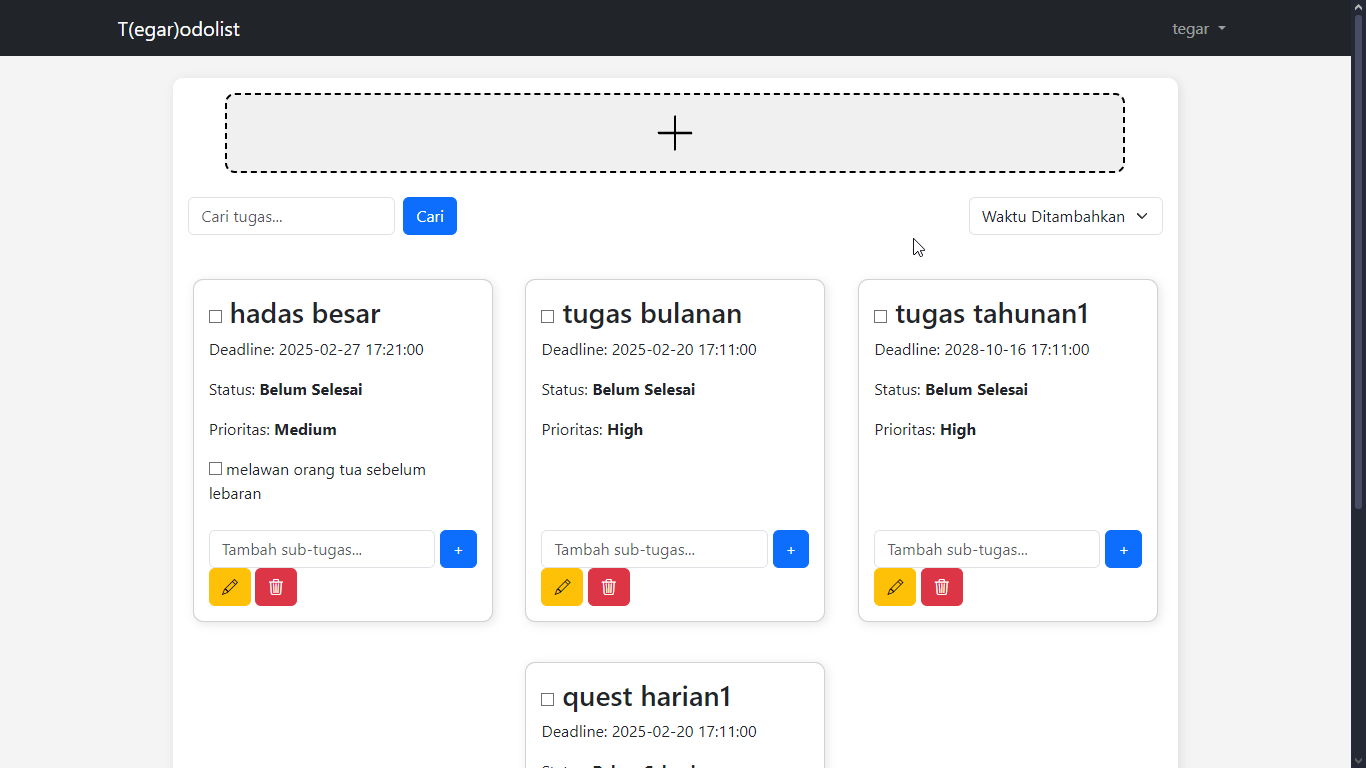 T(egar)odolist
tegar
Cari tugas...
Cari
Waktu Ditambahkan
hadas besar
Deadline: 2025-02-27 17:21:00
Status: Belum Selesai
Prioritas: Medium
melawan orang tua sebelum
lebaran
Tambah sub-tugas...
+
tugas bulanan
Deadline: 2025-02-20 17:11:00
Status: Belum Selesai
Prioritas: High
Tambah sub-tugas...
+
tugas tahunan1
Deadline: 2028-10-16 17:11:00
Status: Belum Selesai
Prioritas: High
Tambah sub-tugas...
+
quest harian1
Deadline: 2025-02-20 17:11:00